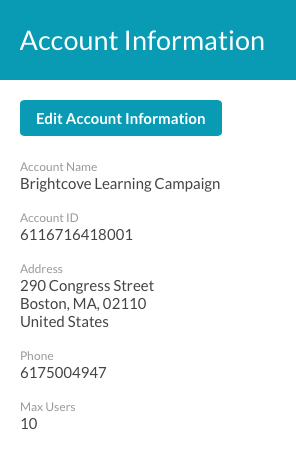 Account Information
Edit Account Information
Account Name
Brightcove Learning Campaign
Account ID
6116716418001
Address
290 Congress Street
Boston, MA, 02110
United States
Phone
6175004947
Max Users
10